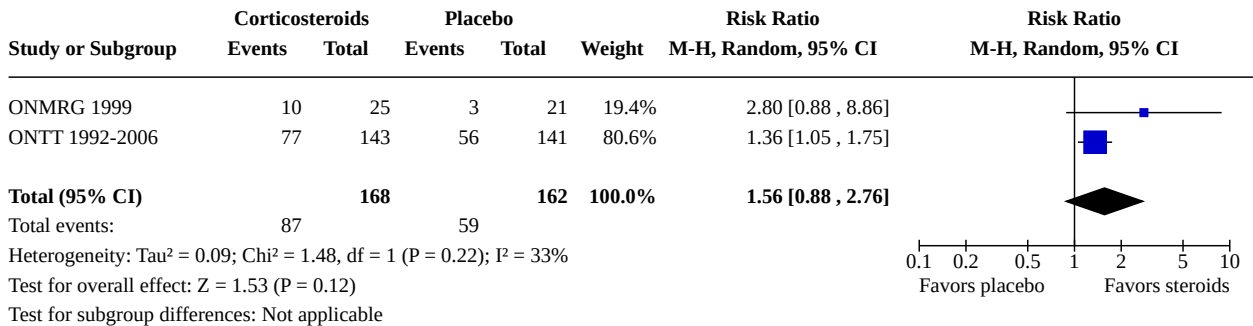 Corticosteroids Placebo Risk Ratio Risk Ratio
Study or Subgroup Events Total Events Total Weight M-H, Random, 95% CI M-H, Random, 95% CI
ONMRG 1999 10 25 3 21 19.4% 2.80 [0.88 , 8.86]
ONTT 1992-2006 77 143 56 141 80.6% 1.36 [1.05 , 1.75]
Total (95% CI) 168 162 100.0% 1.56 [0.88 , 2.76]
Total events: 87 59
Heterogeneity: Tau² = 0.09; Chi² = 1.48, df = 1 (P = 0.22); I² = 33%
0.1 0.2 0.5 1 2 5 10
Test for overall effect: Z = 1.53 (P = 0.12)
Favors placebo Favors steroids
Test for subgroup differences: Not applicable